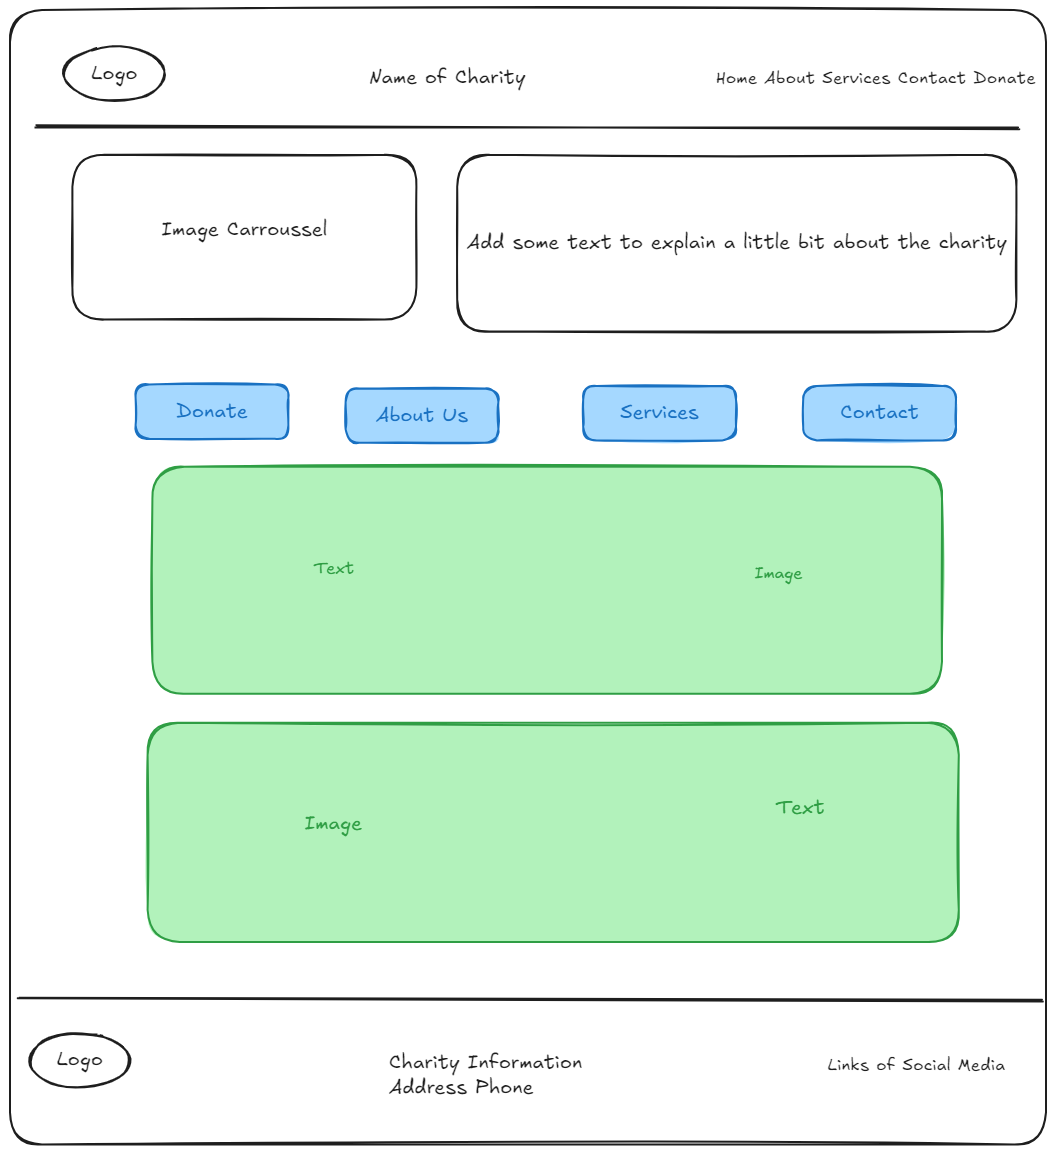 Logo
Name of Charity
Home About Services Contact Donate
Image Carroussel
Add some text to explain a little bit about the charity
Donate
About Us
Services
Contact
Text
Image
Image
Text
Logo
Charity Information
Address Phone
Links of Social Media